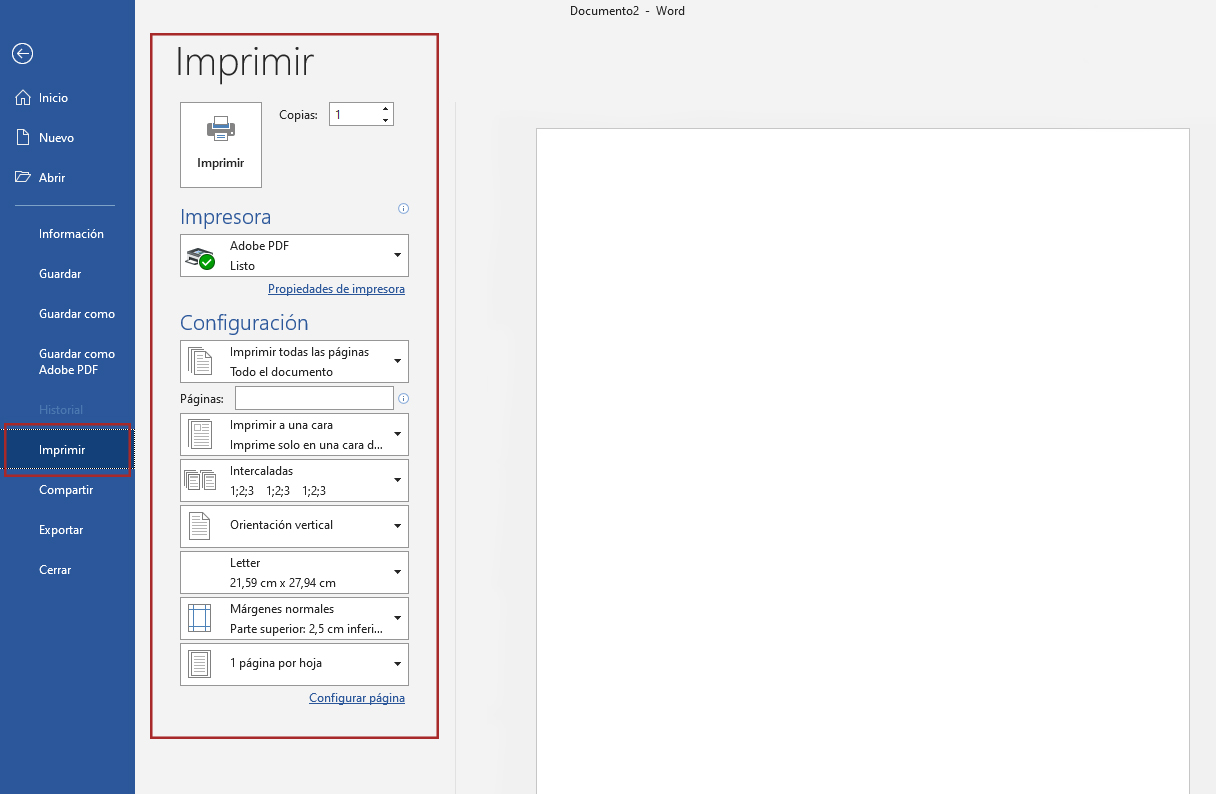 Documento2 - Word
Inicio
Nuevo
Abrir
Información
Guardar
Guardar como
Guardar como
Adobe PDF
Historial
Imprimir
Compartir
Exportar
Cerrar
Imprimir
Imprimir
Copias: 1
Impresora
Adobe PDF
Listo
Propiedades de impresora
Configuración
Imprimir todas las páginas
Todo el documento
Páginas:
Imprimir a una cara
Imprime solo en una cara d...
Intercaladas
1;2;3 1;2;3 1;2;3
Orientación vertical
Letter
21,59 cm x 27,94 cm
Márgenes normales
Parte superior: 2,5 cm inferi...
1 página por hoja
Configurar página